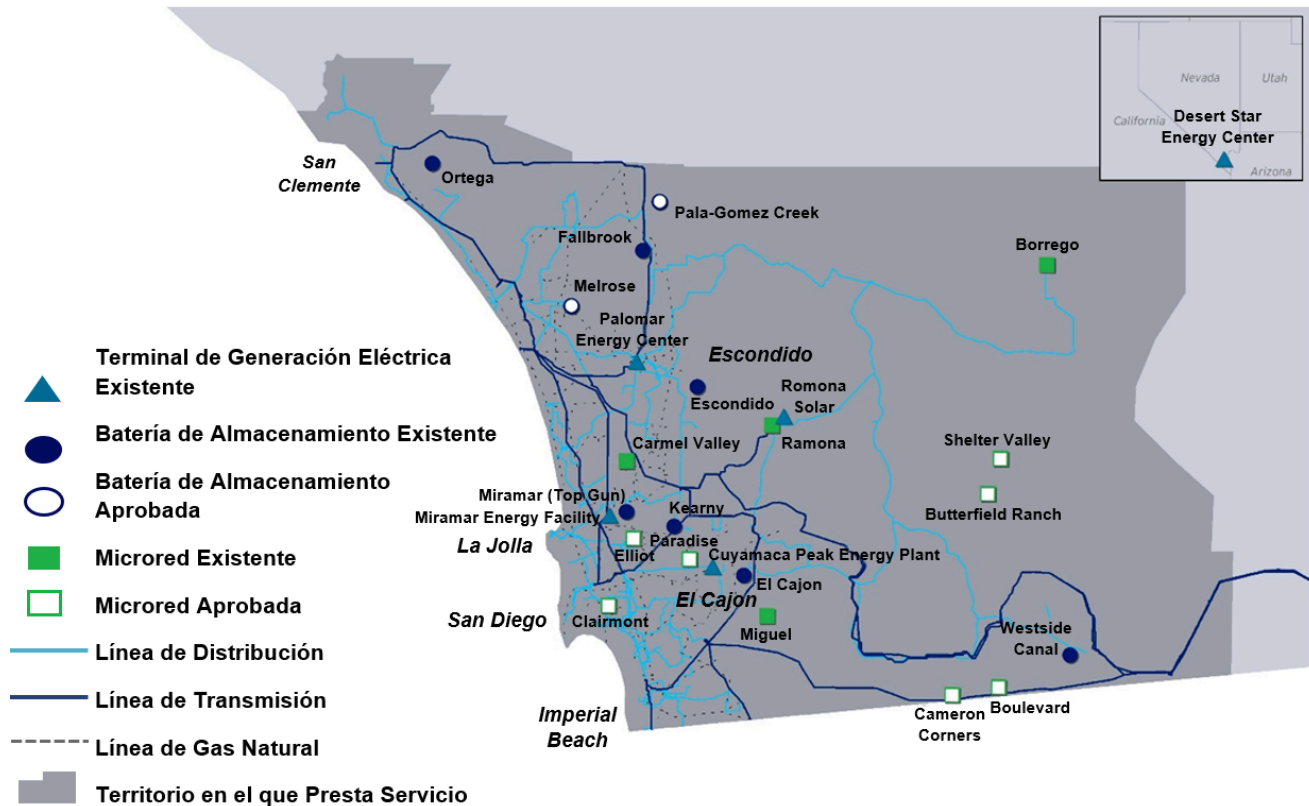 Nevada
Utah
California
Desert Star
Energy Center
Arizona
San
Clemente
Ortega
Pala-Gomez Creek
Fallbrook
Borrego
Melrose
Palomar
Energy Center
Escondido
Escondido
Romona
Solar
Ramona
Carmel Valley
Shelter Valley
Butterfield Ranch
Miramar (Top Gun)
Miramar Energy Facility
Kearny
La Jolla
Elliot
Paradise
Cuyamaca Peak Energy Plant
El Cajon
El Cajon
San Diego
Clairmont
Miguel
Westside
Canal
Imperial
Beach
Cameron
Corners
Boulevard
Terminal de Generación Eléctrica
Existente
Batería de Almacenamiento Existente
Batería de Almacenamiento
Aprobada
Microred Existente
Microred Aprobada
Línea de Distribución
Línea de Transmisión
Línea de Gas Natural
Territorio en el que Presta Servicio